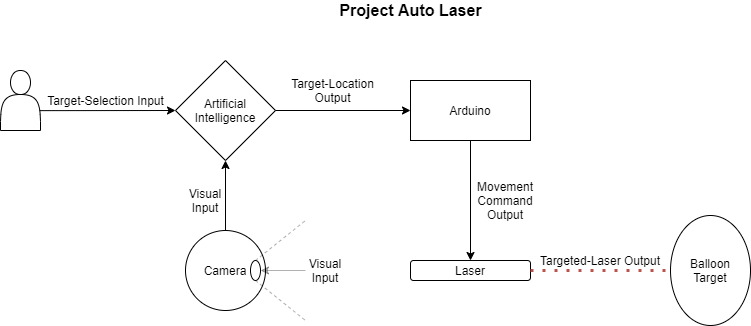 Project Auto Laser
Target-Selection Input
Artificial
Intelligence
Target-Location
Output
Arduino
Visual
Input
Movement
Command
Output
Camera
Visual
Input
Laser
Targeted-Laser Output
Balloon
Target